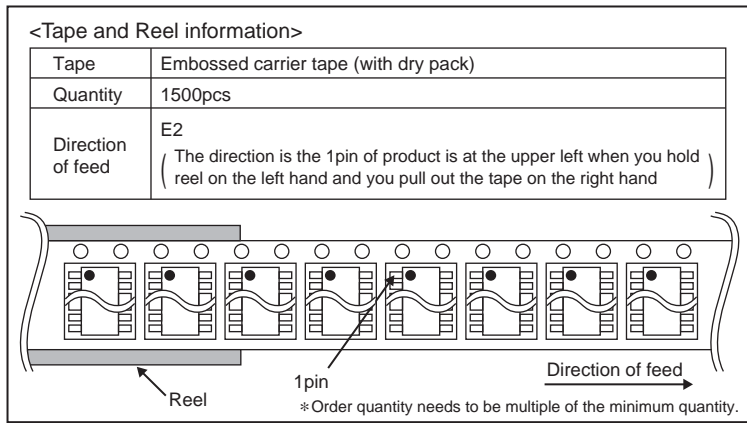 <Tape and Reel information>
Tape Embossed carrier tape (with dry pack)
Quantity 1500pcs
Direction of feed
E2
( The direction is the 1pin of product is at the upper left when you hold
reel on the left hand and you pull out the tape on the right hand )
Reel
1pin
Direction of feed
*Order quantity needs to be multiple of the minimum quantity.